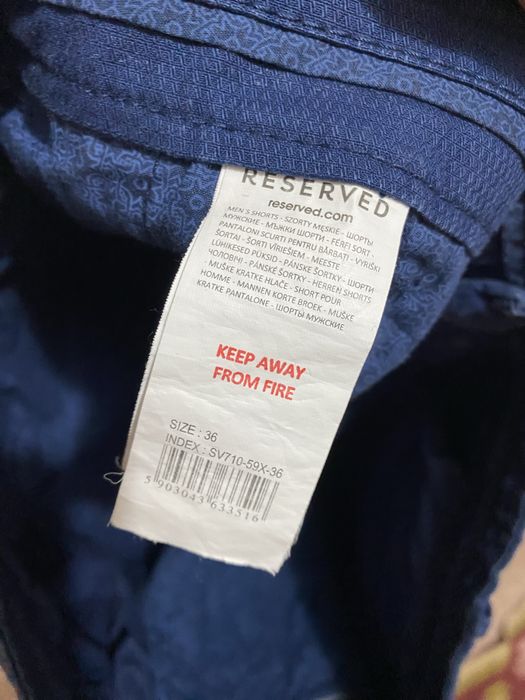 RESERVED
reserved.com
MEN'S SHORTS - SZORTY MĘSKIE - ШОРТЫ
МУЖСКИЕ - МЪЖКИ ШОРТИ - FÉRFI SORT -
PANTALONI SCURTI PENTRU BĂRBAȚI - VYRIŠKI
ŠORTAI - ŠORTI VĪRIEŠIEM - MEESTE
LÜHIKESED PÜKSID - PÁNSKE ŠORTKY - ШОРТИ
ЧОЛОВІЧІ - PÁNSKÉ ŠORTKY - HERREN SHORTS
- MUŠKE KRATKE HLAČE - SHORT POUR
HOMME - MANNEN KORTE BROEK - MUŠKE
KRATKE PANTALONE - ШОРТЫ МУЖСКИЕ
KEEP AWAY
FROM FIRE
SIZE : 36
INDEX : SV710-59X-36
5 903043 633516